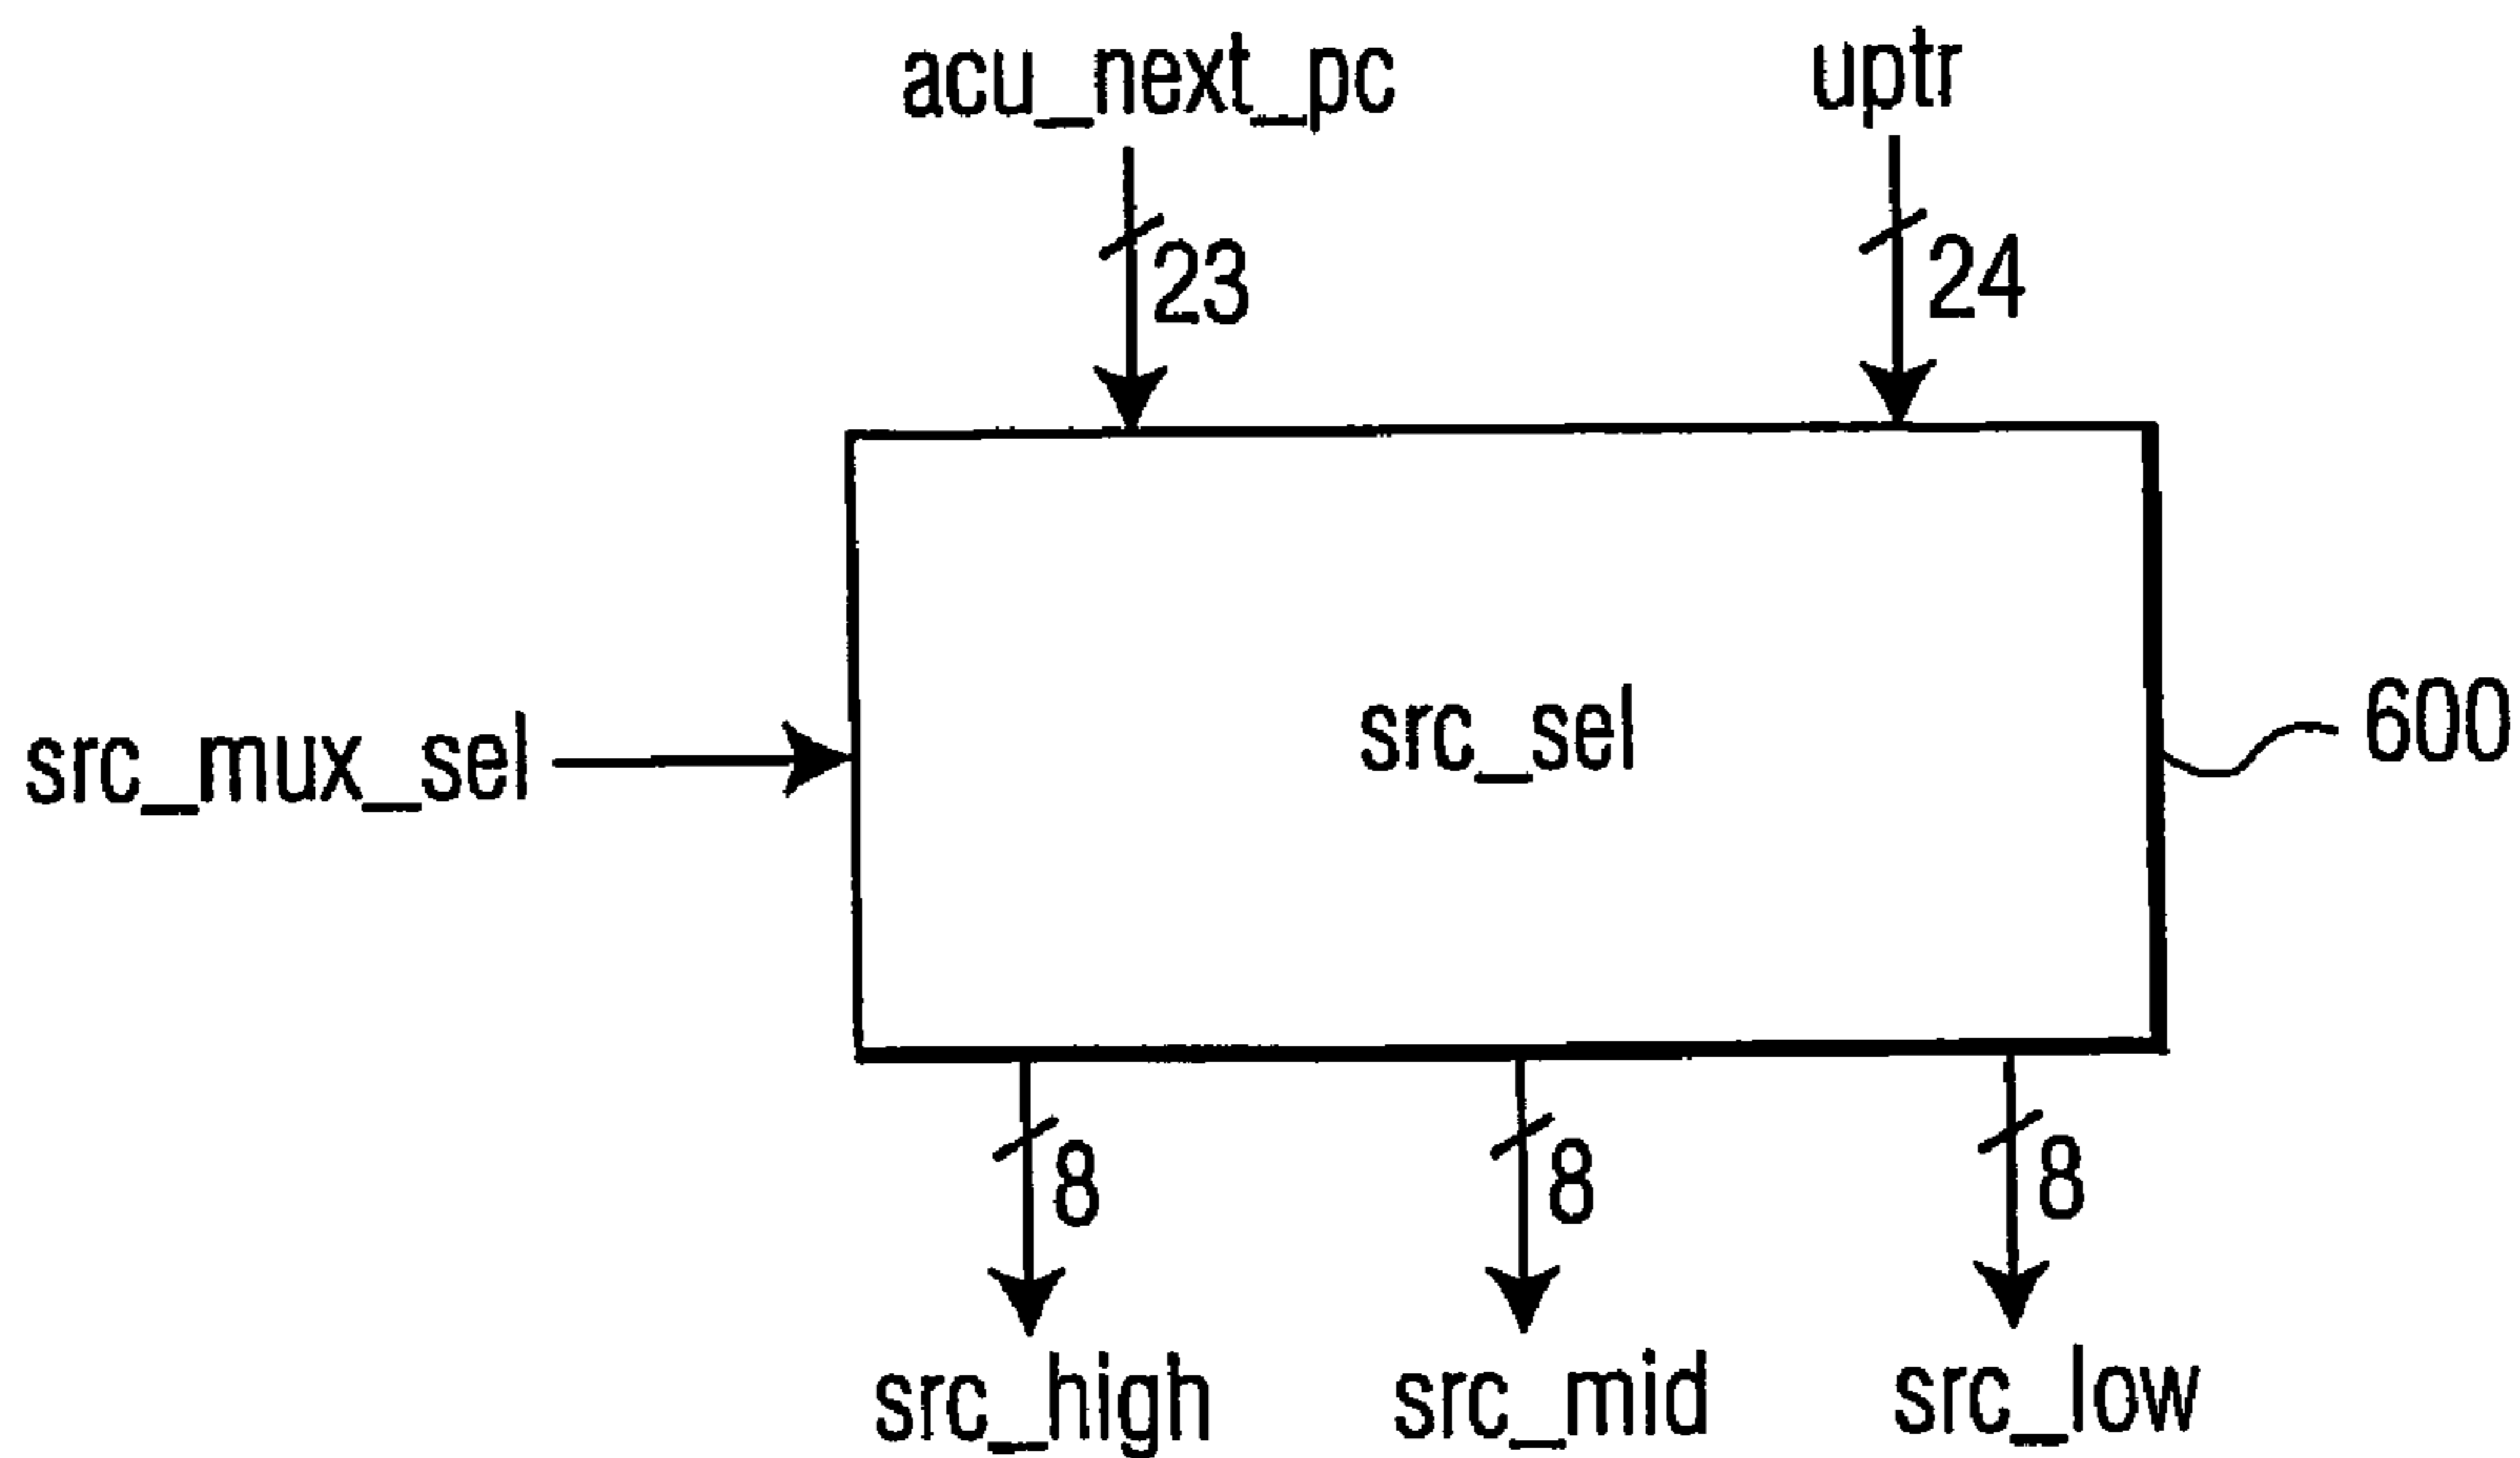 acu_next_pc
uptr
23
24
src_mux_sel
src_sel
600
8
8
8
src_high
src_mid
src_low